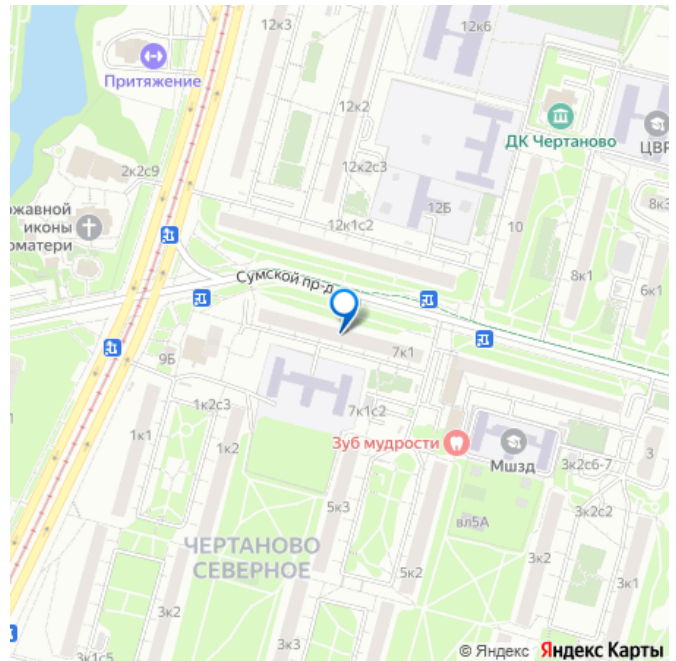 12к3
12к6
Притяжение
12к2
ДК Чертаново
ЦВР
12к2с3
2к2с9
ржавной
иконы
оматери
12Б
8к3
12к1с2
10
Сумской пр-д
8к1
6к1
9Б
7к1
1к2с3
7к1с2
1к1
1к2
Зуб мудрости
Мшзд
3к2с6-7
3
5к3
вл5А
3к2с2
ЧЕРТАНОВО
СЕВЕРНОЕ
5к2
3к2
3к1
3к2
3к3
3к1с5
© Яндекс Яндекс Карты